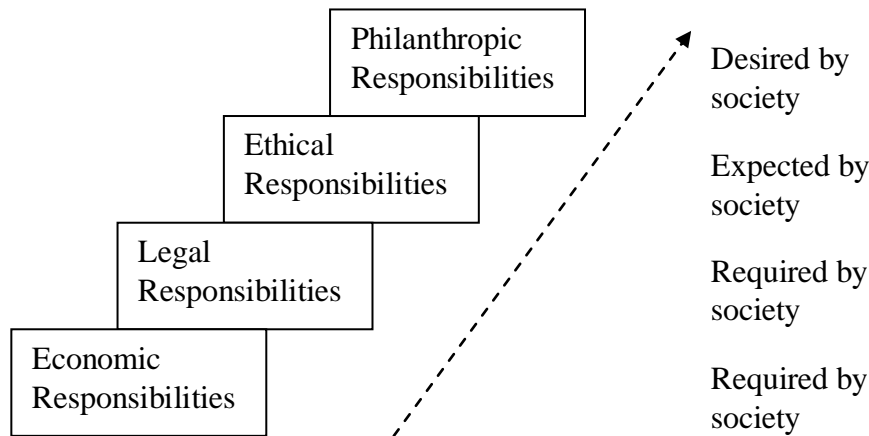 Philanthropic
Responsibilities
Desired by
society
Ethical
Responsibilities
Expected by
society
Legal
Responsibilities
Required by
society
Economic
Responsibilities
Required by
society